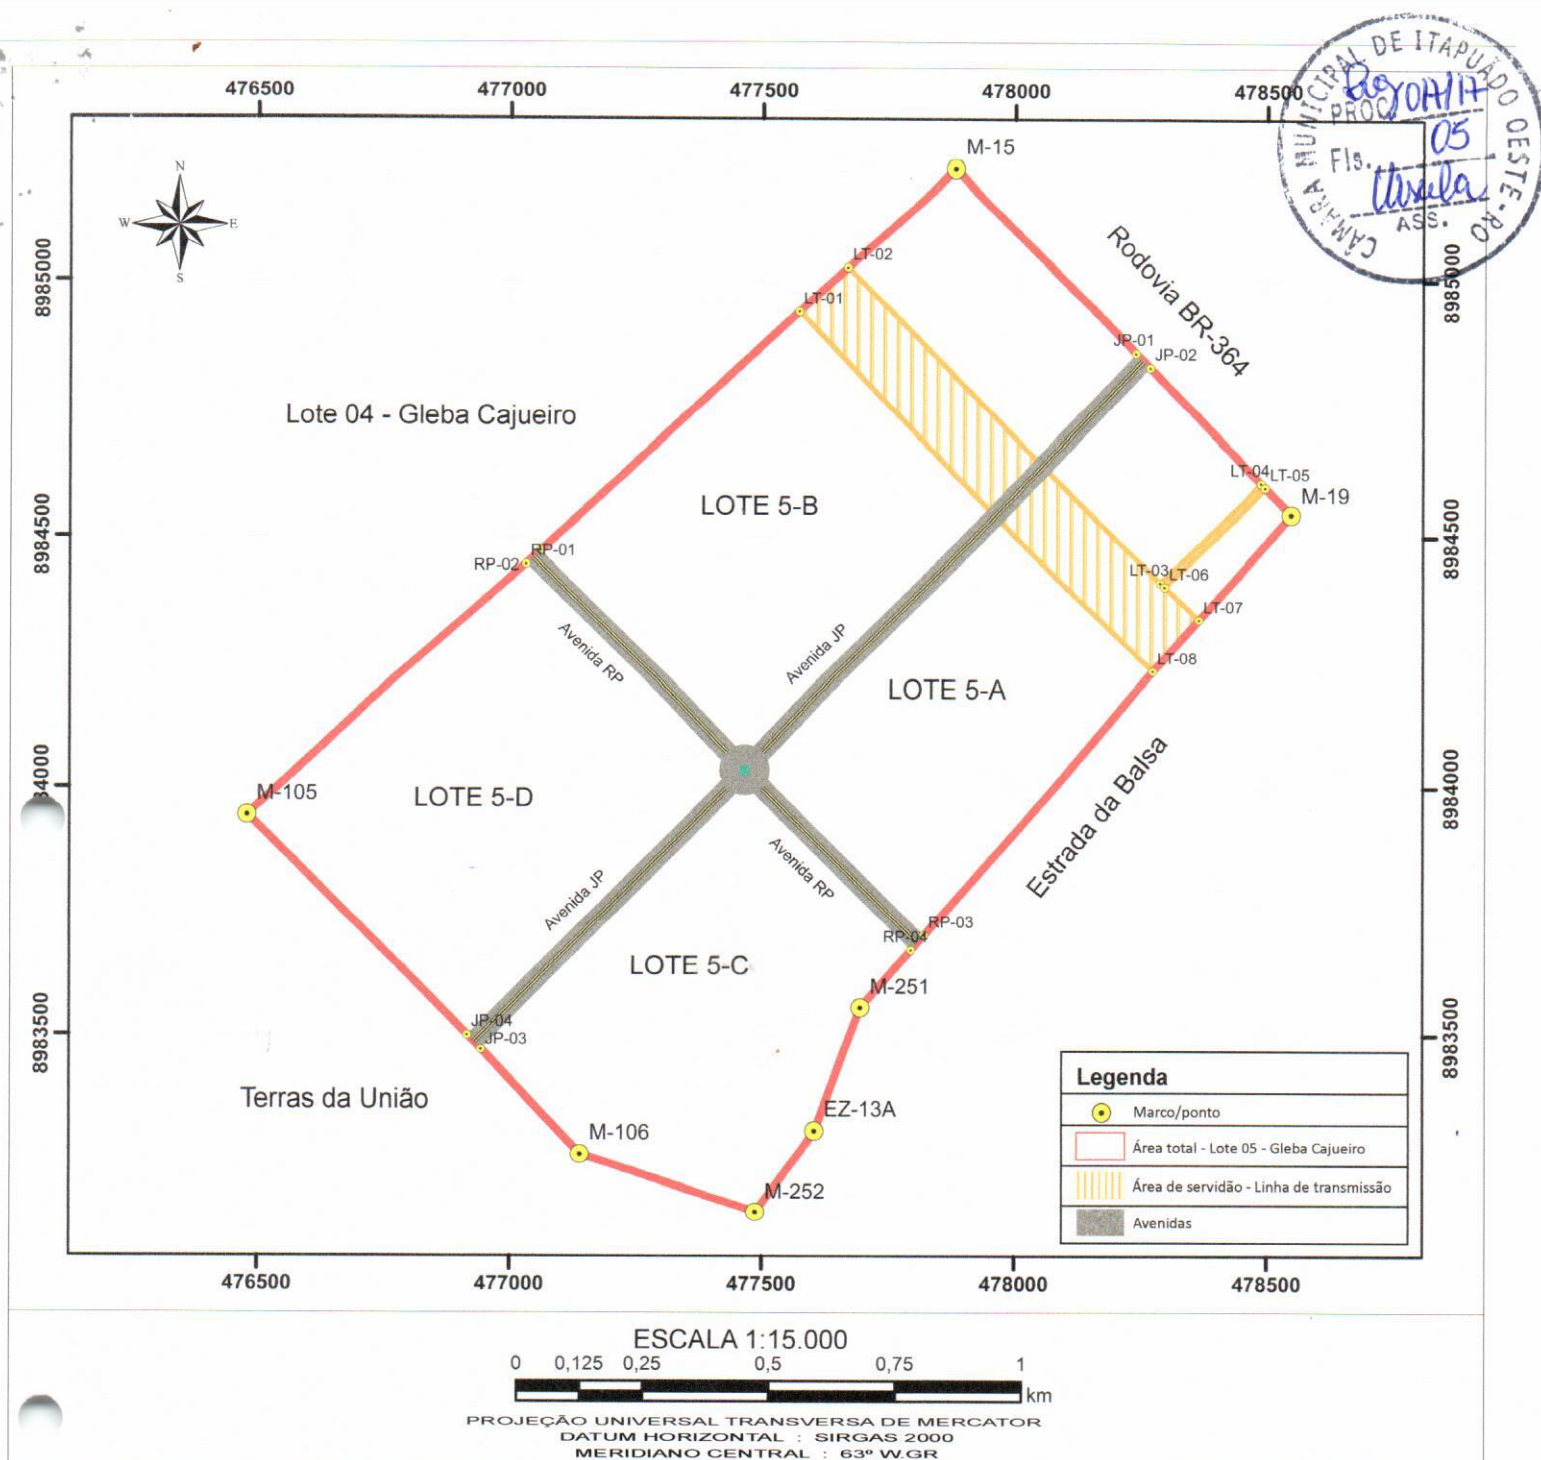 476500 477000 477500 478000 478500
CÂMARA MUNICIPAL DE ITAPUÃ DO OESTE-RO
PROC.
Fls. 05
Ursula
ASS.
M-15
N
W E
S
8985000
8985000
Rodovia BR-364
LT-02
LT-01
JP-01
JP-02
Lote 04 - Gleba Cajueiro
LT-04
LT-05
M-19
LOTE 5-B
8984500
8984500
RP-01
RP-02
LT-03
LT-06
LT-07
Avenida RP
Avenida JP
LT-08
LOTE 5-A
84000
8984000
M-105
LOTE 5-D
Estrada da Balsa
Avenida RP
Avenida JP
RP-03
RP-04
LOTE 5-C
M-251
8983500
8983500
JP-04
JP-03
Terras da União
EZ-13A
M-106
M-252
Legenda
Marco/ponto
Área total - Lote 05 - Gleba Cajueiro
Área de servidão - Linha de transmissão
Avenidas
476500 477000 477500 478000 478500
ESCALA 1:15.000
0 0,125 0,25 0,5 0,75 1
km
PROJEÇÃO UNIVERSAL TRANSVERSA DE MERCATOR
DATUM HORIZONTAL : SIRGAS 2000
MERIDIANO CENTRAL : 63º W.GR